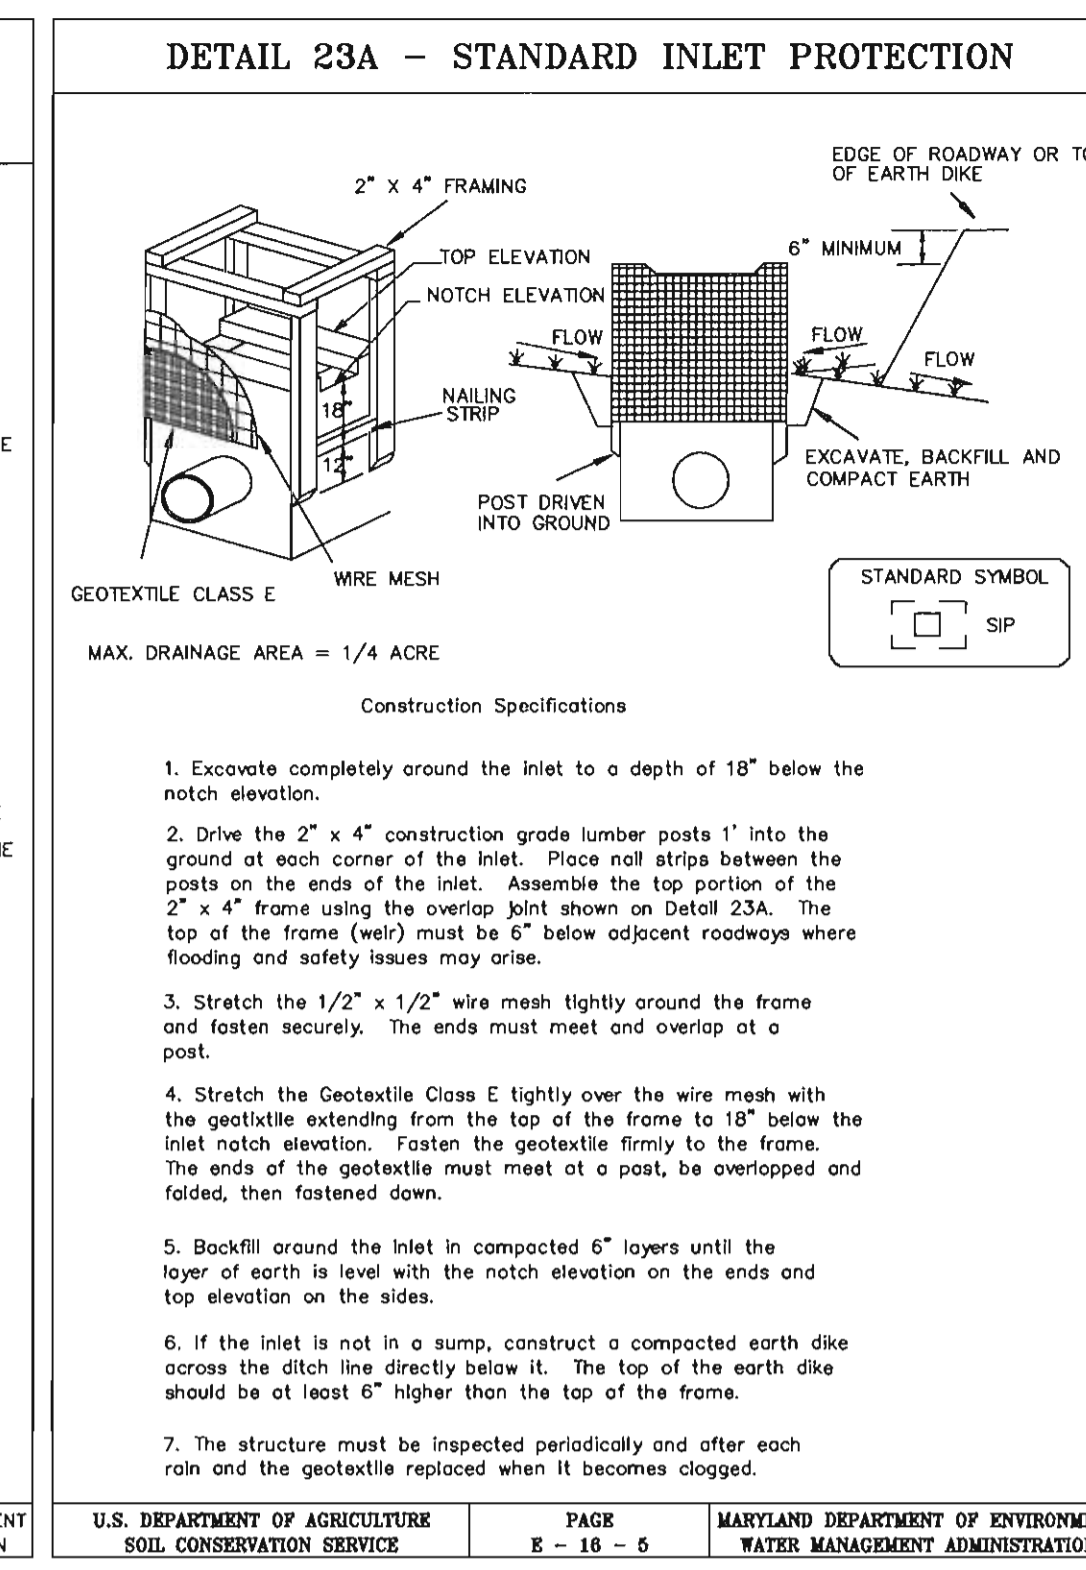 DETAIL 23A – STANDARD INLET PROTECTION
EDGE OF ROADWAY OR TO
OF EARTH DIKE
2" X 4" FRAMING
6" MINIMUM
TOP ELEVATION
NOTCH ELEVATION
FLOW
FLOW
FLOW
NAILING
STRIP
18"
12"
E
EXCAVATE, BACKFILL AND
COMPACT EARTH
POST DRIVEN
INTO GROUND
WIRE MESH
GEOTEXTILE CLASS E
STANDARD SYMBOL
SIP
MAX. DRAINAGE AREA = 1/4 ACRE
Construction Specifications
1. Excavate completely around the inlet to a depth of 18" below the
notch elevation.
2. Drive the 2" x 4" construction grade lumber posts 1' into the
ground at each corner of the inlet. Place nail strips between the
posts on the ends of the inlet. Assemble the top portion of the
2" x 4" frame using the overlap joint shown on Detail 23A. The
top of the frame (weir) must be 6" below adjacent roadways where
flooding and safety issues may arise.
3. Stretch the 1/2" x 1/2" wire mesh tightly around the frame
and fasten securely. The ends must meet and overlap at a
post.
4. Stretch the Geotextile Class E tightly over the wire mesh with
the geotixtile extending from the top of the frame to 18" below the
inlet notch elevation. Fasten the geotextile firmly to the frame.
The ends of the geotextile must meet at a post, be overlapped and
folded, then fastened down.
5. Backfill around the inlet in compacted 6" layers until the
layer of earth is level with the notch elevation on the ends and
top elevation on the sides.
6. If the inlet is not in a sump, construct a compacted earth dike
across the ditch line directly below it. The top of the earth dike
should be at least 6" higher than the top of the frame.
7. The structure must be inspected periodically and after each
rain and the geotextile replaced when it becomes clogged.
U.S. DEPARTMENT OF AGRICULTURE
SOIL CONSERVATION SERVICE
PAGE
E – 16 – 5
MARYLAND DEPARTMENT OF ENVIRONM
WATER MANAGEMENT ADMINISTRATIO